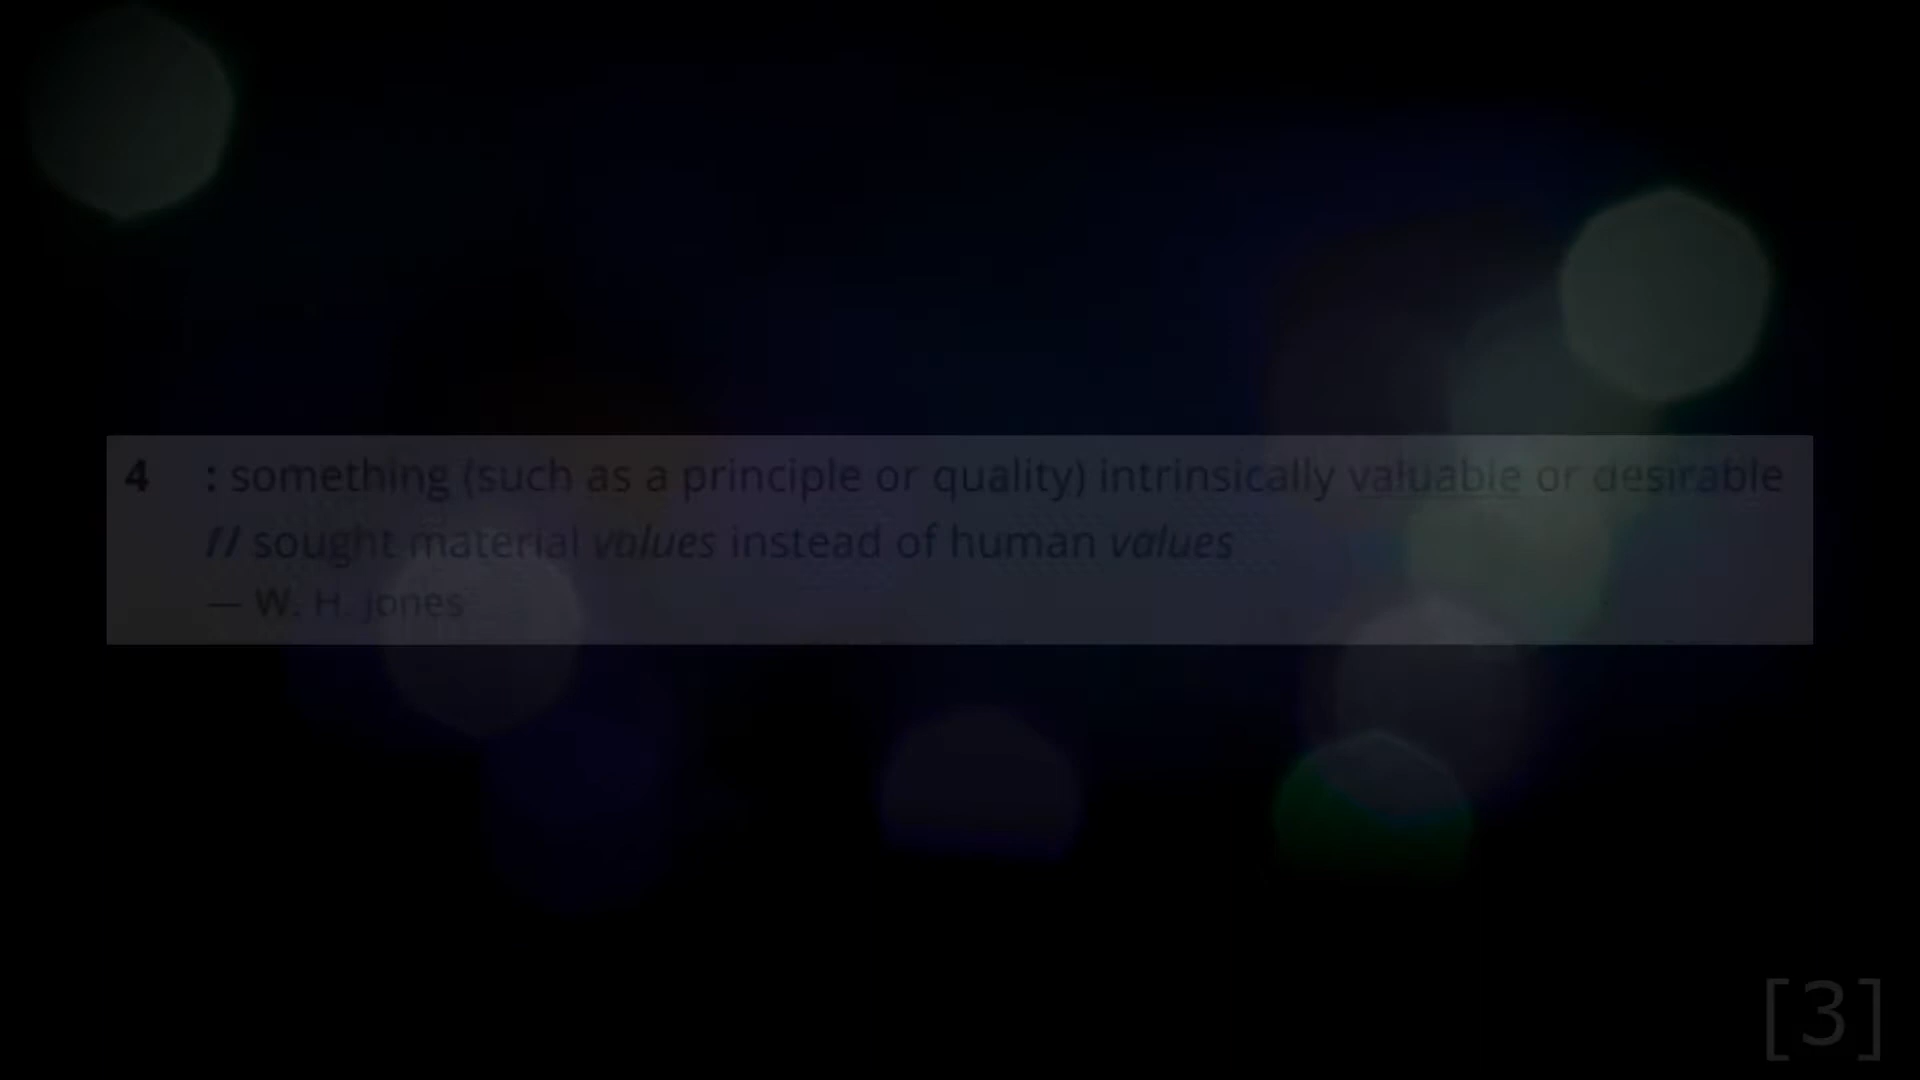 4 : something (such as a principle or quality) intrinsically valuable or desirable
// sought material values instead of human values
— W. H. Jones
[3]